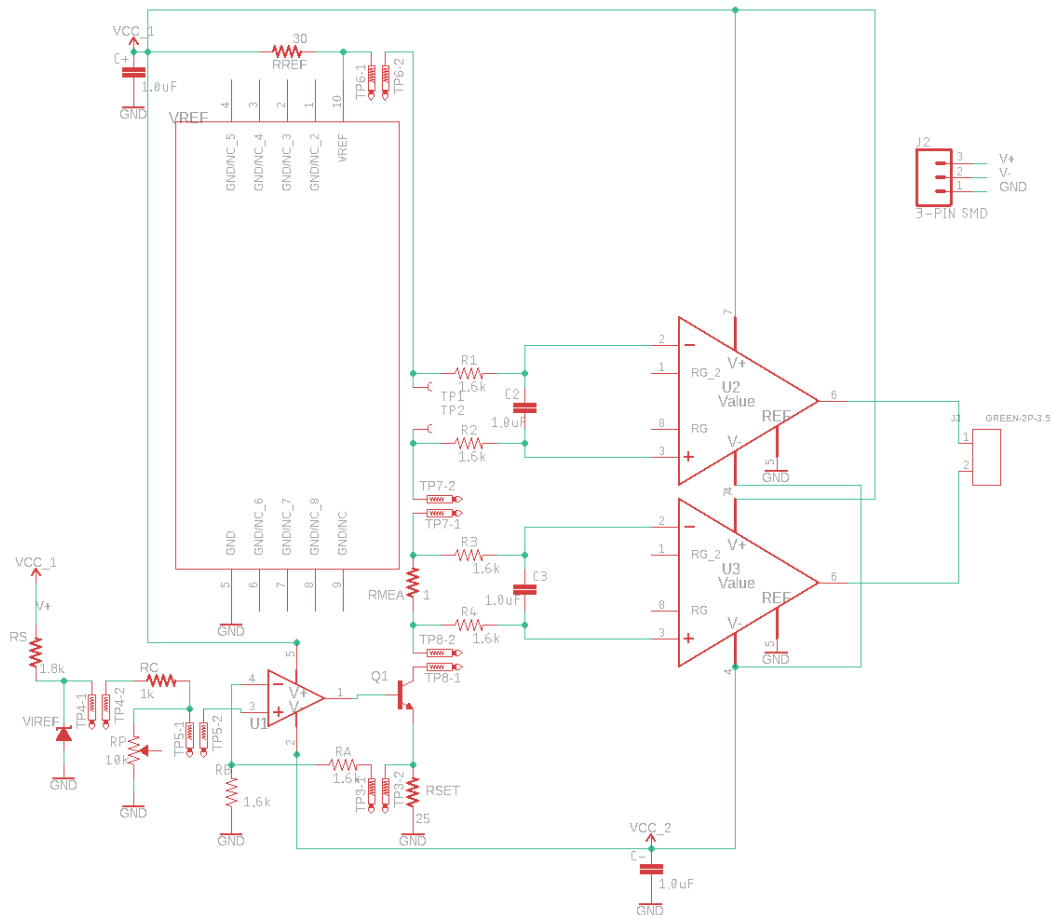 VCC_1
C+
1.0uF
GND
30
RREF
TP6-1
TP6-2
VREF
4
3
2
1
10
GND/NC_5
GND/NC_4
GND/NC_3
GND/NC_2
VREF
J2
3
2
1
V+
V-
GND
3-PIN SMD
7
2
R1
1.6k
1
V+
RG_2
U2
Value
TP1
TP2
C2
1.0uF
REF
6
J3
GREEN-2P-3.5
1
2
8
RG
R2
1.6k
3
V-
5
GND
4
TP7-2
TP7-1
7
GND
GND/NC_6
GND/NC_7
GND/NC_8
GND/NC
5
6
7
8
9
GND
2
R3
1.6k
1
V+
RG_2
U3
Value
RMEA
1
C3
1.0uF
REF
6
8
RG
R4
1.6k
3
V-
5
GND
4
TP8-2
TP8-1
VCC_1
V+
RS
1.8k
RC
1k
TP4-1
TP4-2
VIREF
GND
RP
10k
GND
TP5-1
TP5-2
5
4
3
V+
V-
U1
1
2
Q1
RA
1.6k
RB
1.6k
GND
TP3-1
TP3-2
RSET
25
GND
VCC_2
C-
1.0uF
GND